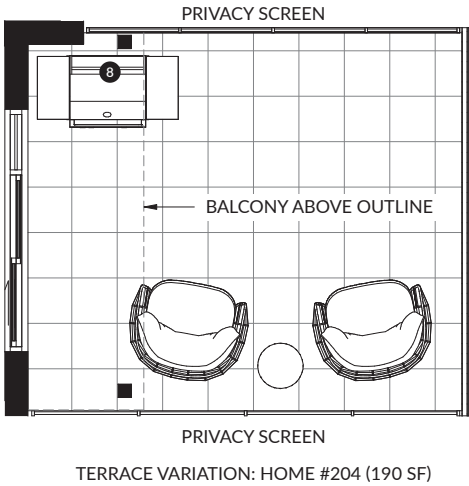 PRIVACY SCREEN
8
BALCONY ABOVE OUTLINE
PRIVACY SCREEN
TERRACE VARIATION: HOME #204 (190 SF)